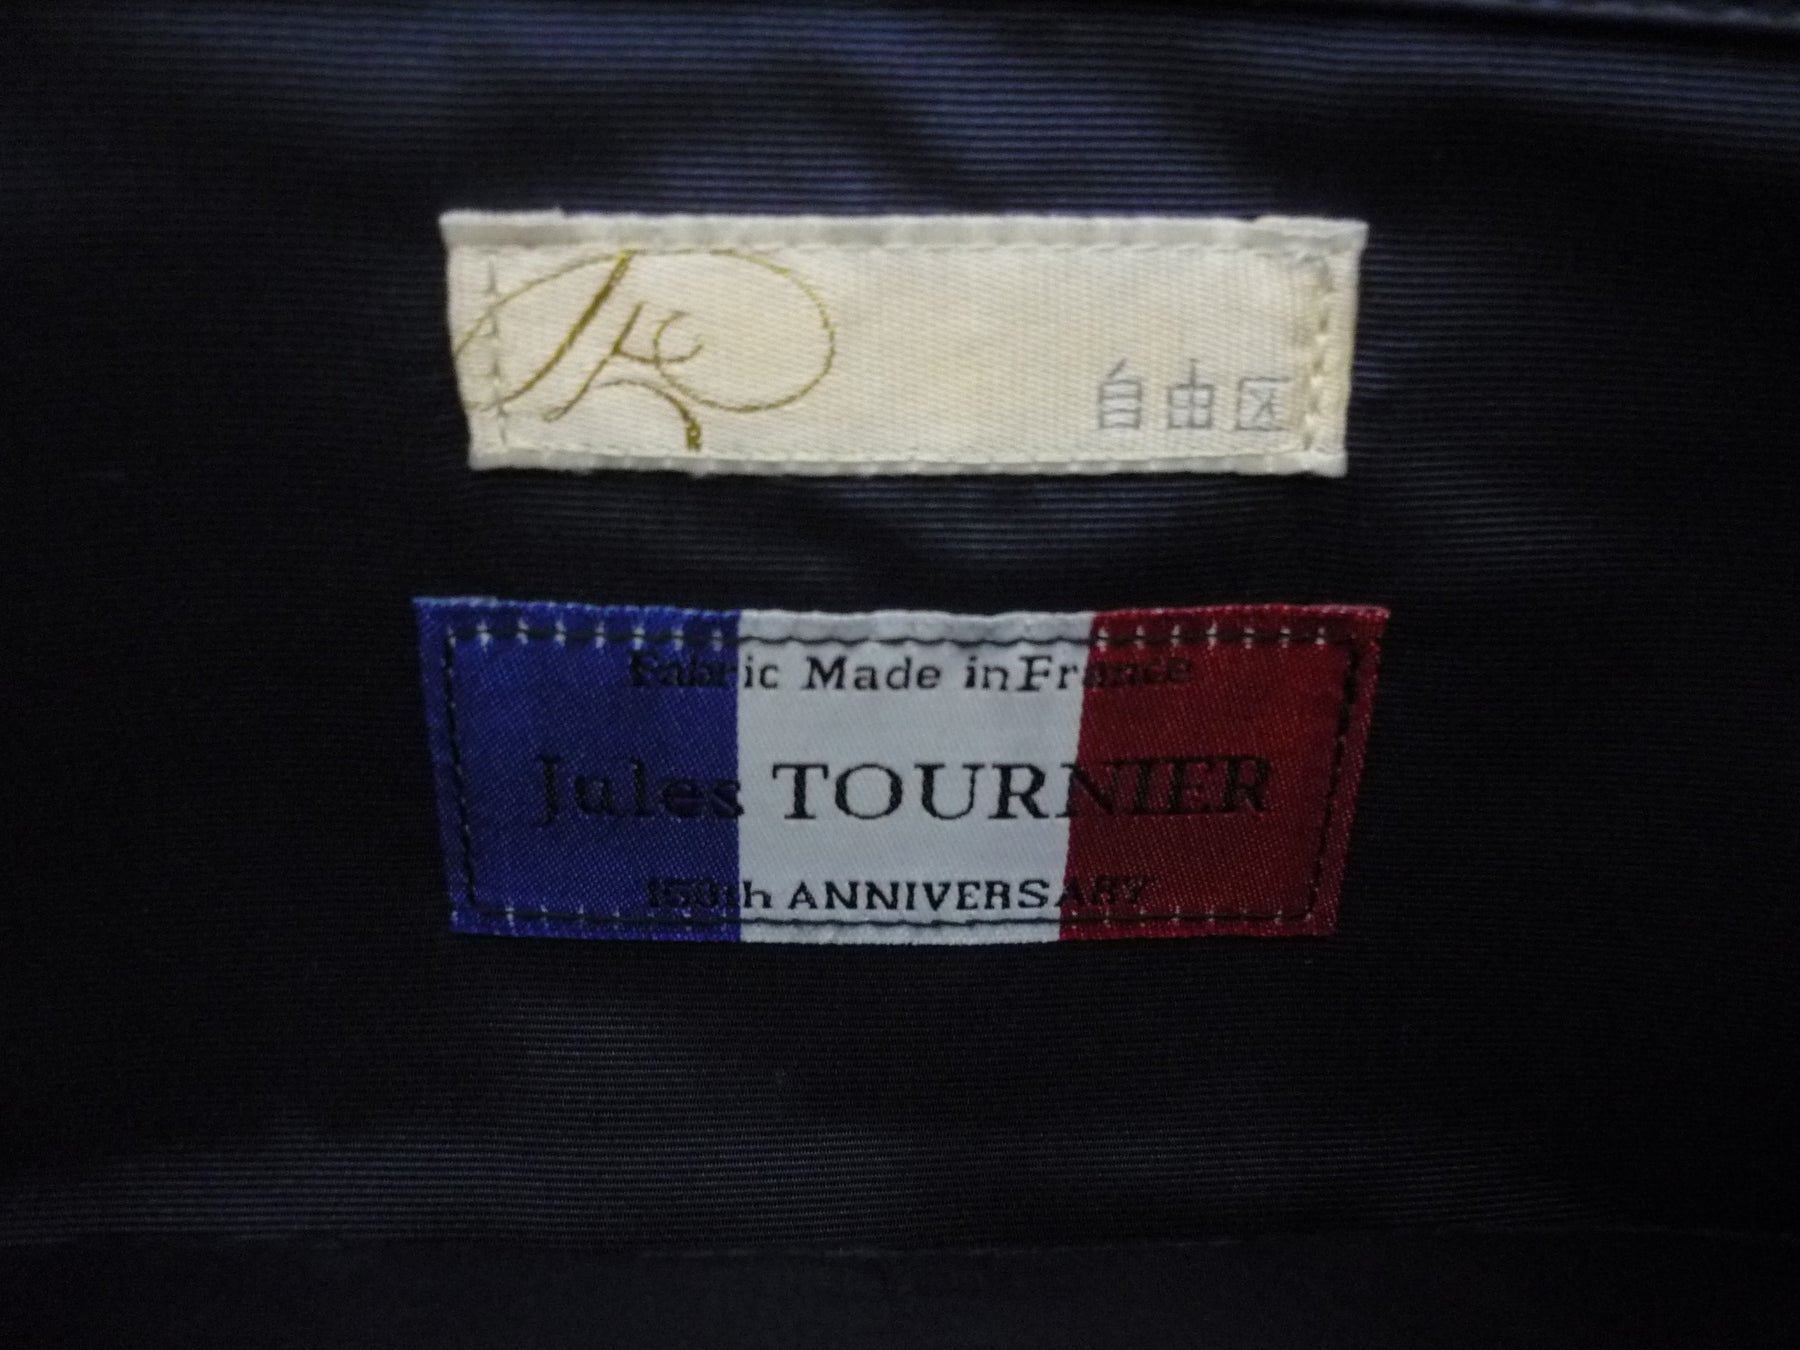 自由区
Fabric Made in France
Jules TOURNIER
150th ANNIVERSARY